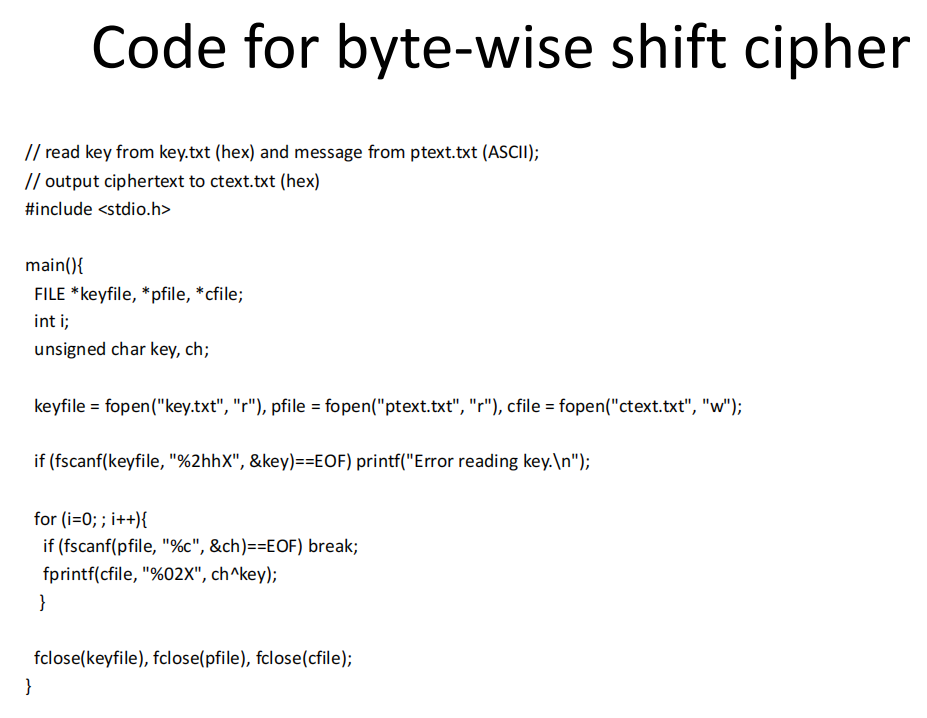 Code for byte-wise shift cipher
// read key from key.txt (hex) and message from ptext.txt (ASCII);
// output ciphertext to ctext.txt (hex)
#include <stdio.h>
main(){
FILE *keyfile, *pfile, *cfile;
int i;
unsigned char key, ch;
keyfile = fopen("key.txt", "r"), pfile = fopen("ptext.txt", "r"), cfile = fopen("ctext.txt", "w");
if (fscanf(keyfile, "%2hhX", &key)==EOF) printf("Error reading key.\n");
for (i=0; ; i++){
if (fscanf(pfile, "%c", &ch)==EOF) break;
fprintf(cfile, "%02X", ch^key);
}
fclose(keyfile), fclose(pfile), fclose(cfile);
}